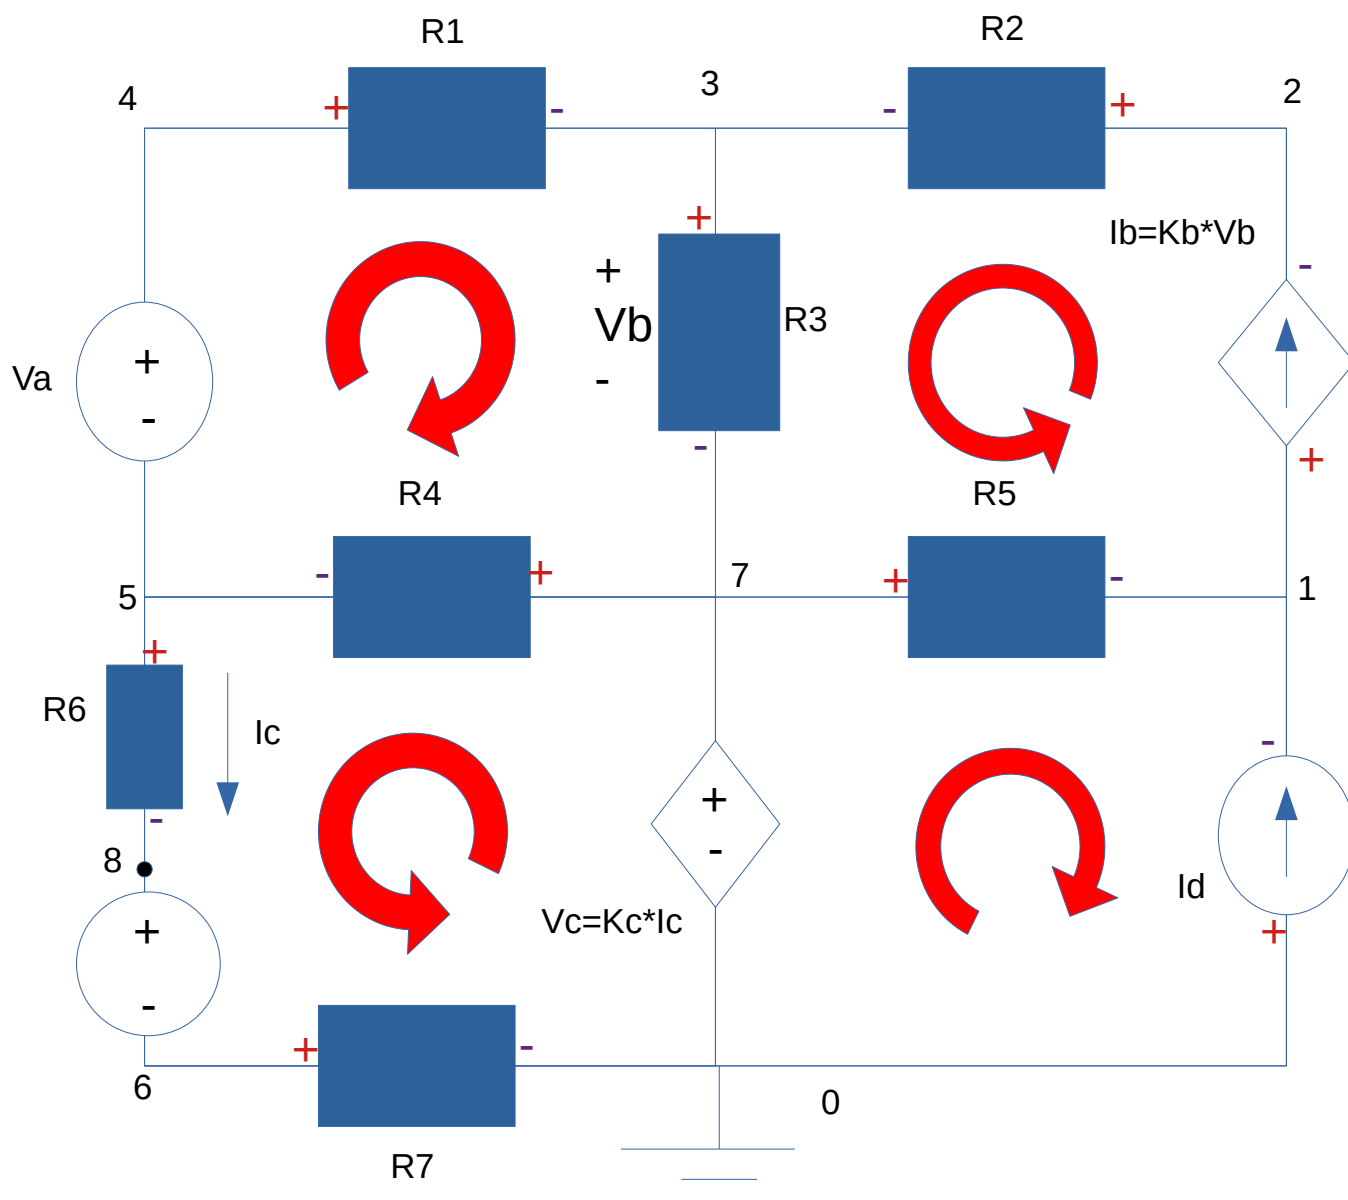 R1
R2
4
3
2
+
-
-
+
Ib=Kb*Vb
+
-
+
Vb
-
R3
Va
+
-
-
+
R4
R5
-
+
7
+
-
5
1
+
R6
Ic
-
-
8
+
-
+
-
Vc=Kc*Ic
Id
+
+
-
6
0
R7